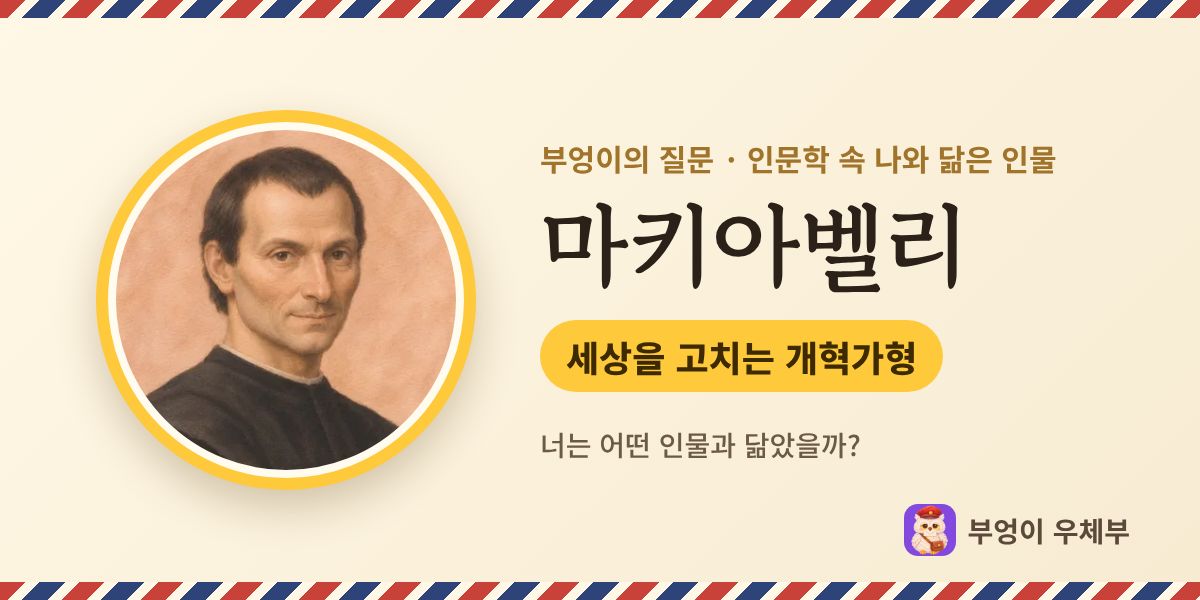 부엉이의 질문 · 인문학 속 나와 닮은 인물
마키아벨리
세상을 고치는 개혁가형
너는 어떤 인물과 닮았을까?
부엉이 우체부